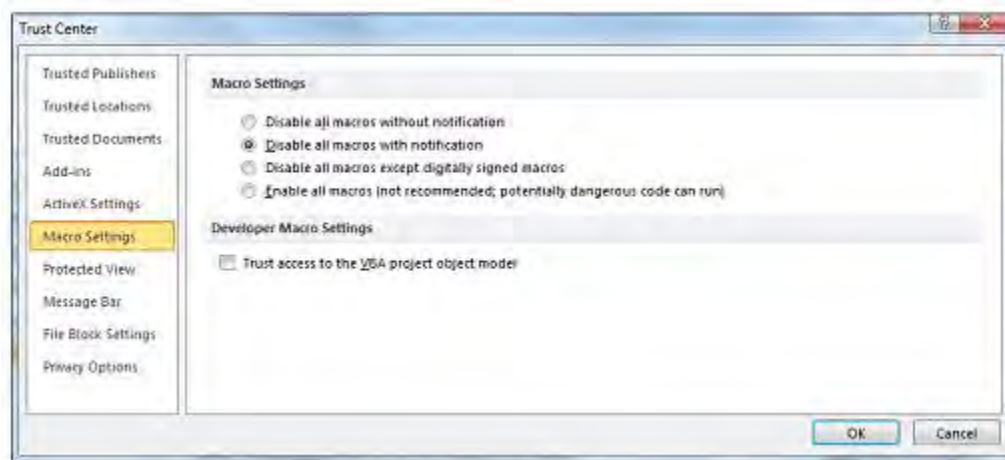 Trust Center
Trusted Publishers
Trusted Locations
Trusted Documents
Add-ins
ActiveX Settings
Macro Settings
Protected View
Message Bar
File Block Settings
Privacy Options
Macro Settings
Disable all macros without notification
Disable all macros with notification
Disable all macros except digitally signed macros
Enable all macros (not recommended; potentially dangerous code can run)
Developer Macro Settings
Trust access to the VBA project object model
OK
Cancel